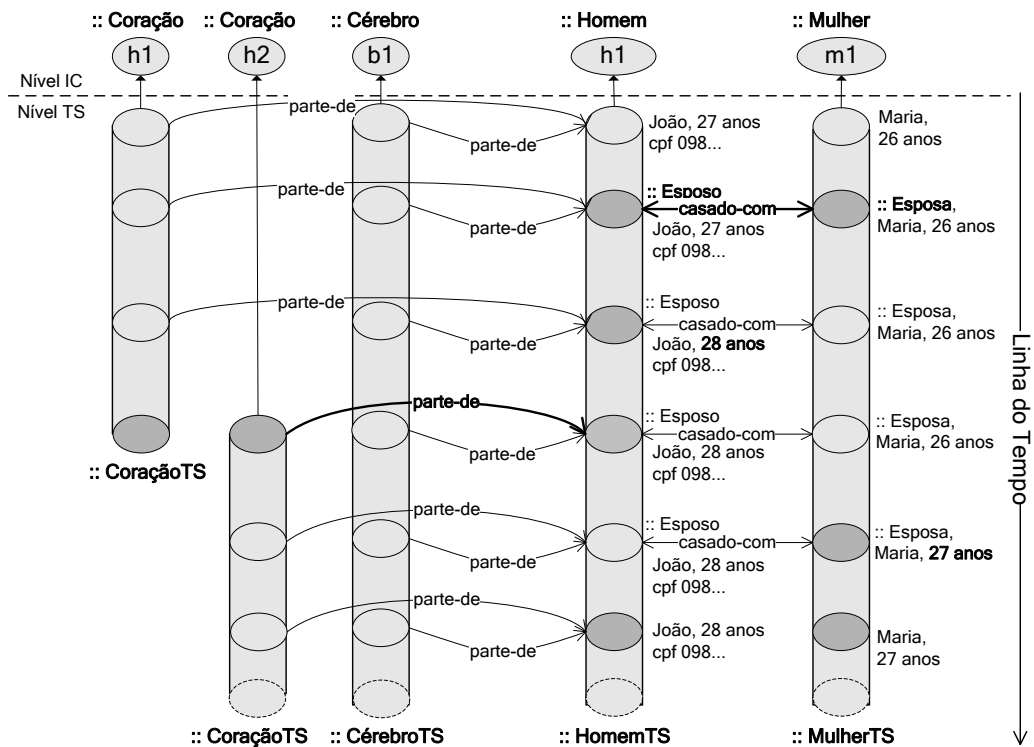 :: Coração :: Coração :: Cérebro :: Homem :: Mulher
h1 h2 b1 h1 m1
Nível IC
Nível TS
parte-de
João, 27 anos
cpf 098...
Maria,
26 anos
parte-de
parte-de
:: Esposo
casado-com
:: Esposa,
Maria, 26 anos
João, 27 anos
cpf 098...
parte-de
parte-de
:: Esposo
casado-com
:: Esposa,
Maria, 26 anos
João, 28 anos
cpf 098...
parte-de
parte-de
:: Esposo
casado-com
:: Esposa,
Maria, 26 anos
João, 28 anos
cpf 098...
parte-de
:: CoraçãoTS
parte-de
:: Esposo
casado-com
:: Esposa,
Maria, 27 anos
João, 28 anos
cpf 098...
parte-de
parte-de
João, 28 anos
cpf 098...
Maria,
27 anos
parte-de
:: CoraçãoTS :: CérebroTS :: HomemTS :: MulherTS
Linha do Tempo